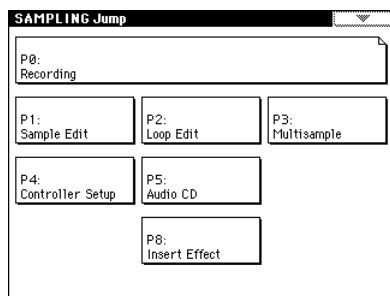 SAMPLING Jump
P0:
Recording
P1:
Sample Edit
P2:
Loop Edit
P3:
Multisample
P4:
Controller Setup
P5:
Audio CD
P8:
Insert Effect